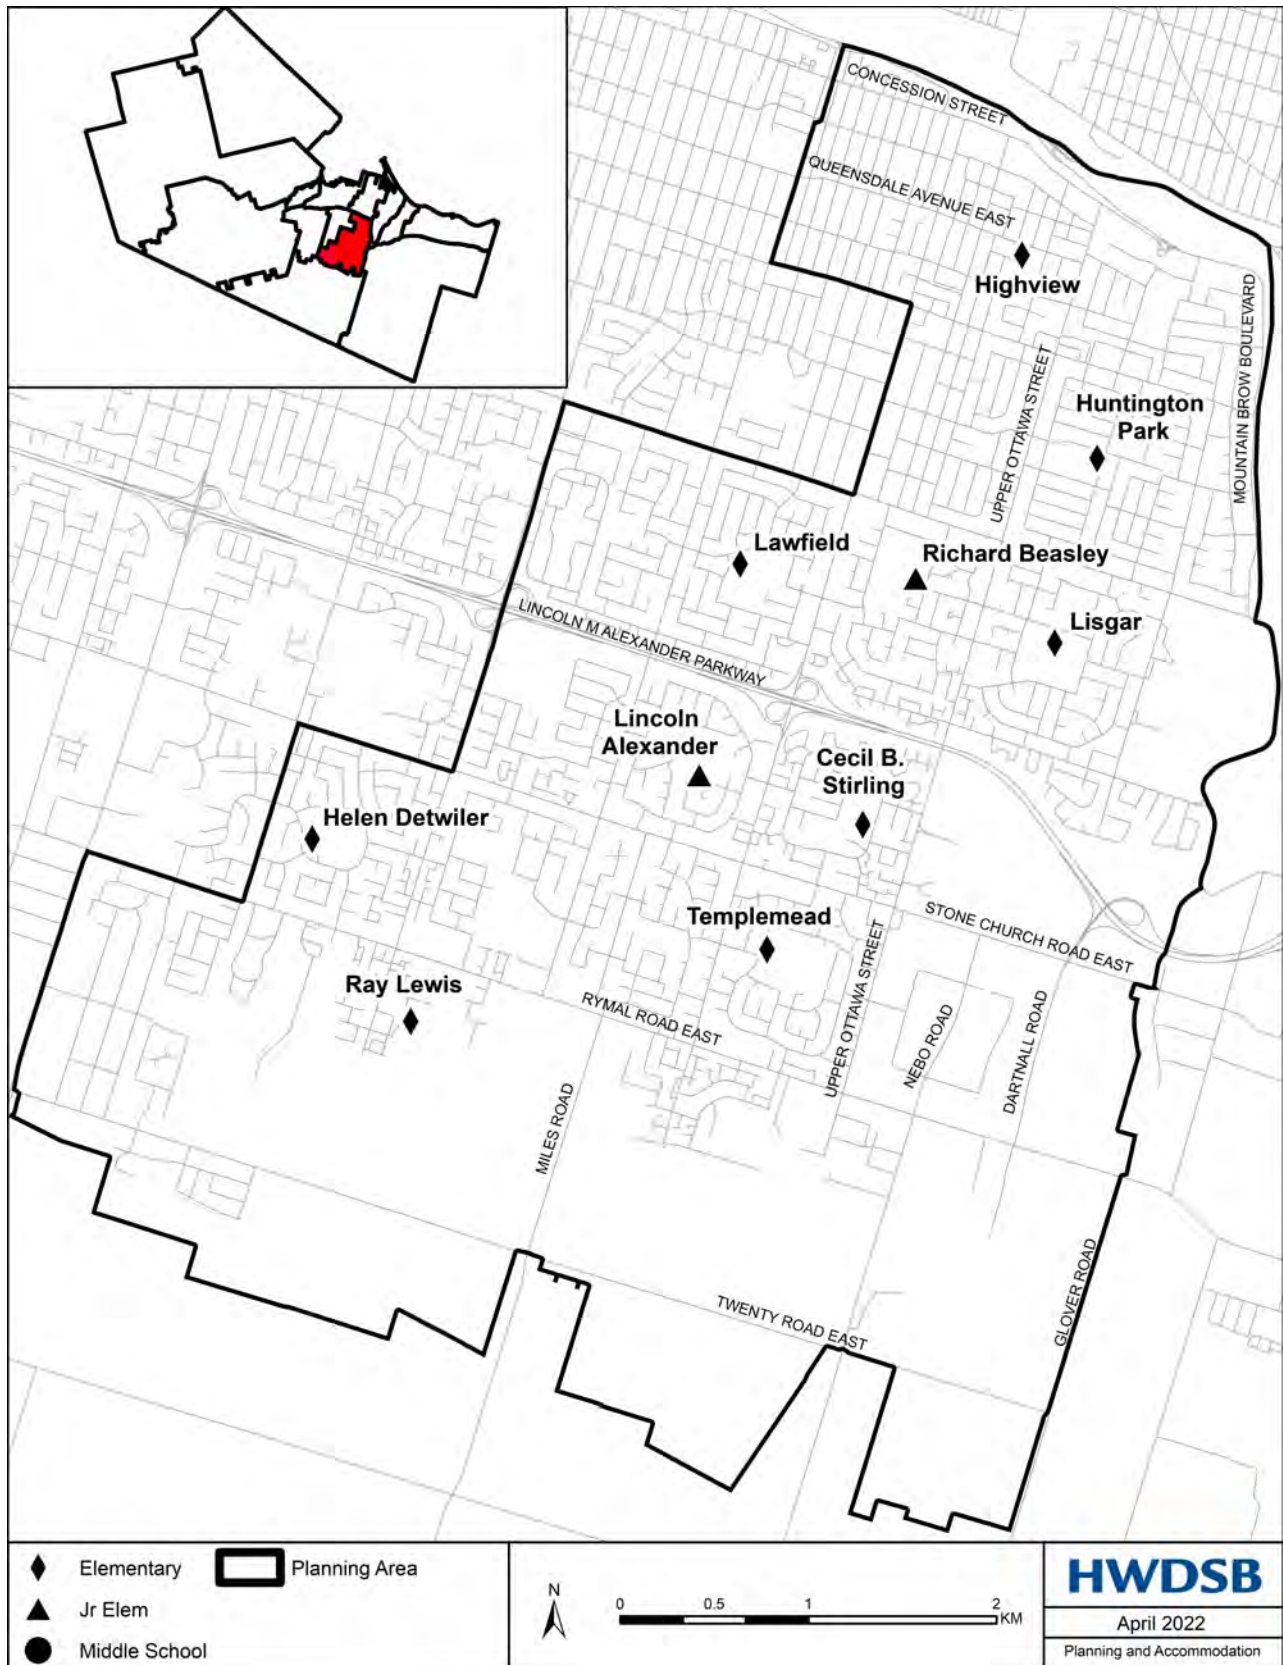 CONCESSION STREET
QUEENSDALE AVENUE EAST
Highview
MOUNTAIN BROW BOULEVARD
UPPER OTTAWA STREET
Huntington
Park
Lawfield
Richard Beasley
Lisgar
LINCOLN M ALEXANDER PARKWAY
Lincoln
Alexander
Cecil B.
Stirling
Helen Detwiler
Templemead
STONE CHURCH ROAD EAST
UPPER OTTAWA STREET
Ray Lewis
RYMAL ROAD EAST
NEBO ROAD
DARTNALL ROAD
MILES ROAD
GLOVER ROAD
TWENTY ROAD EAST
Elementary
Planning Area
Jr Elem
Middle School
N
0 0.5 1 2
KM
HWDSB
April 2022
Planning and Accommodation